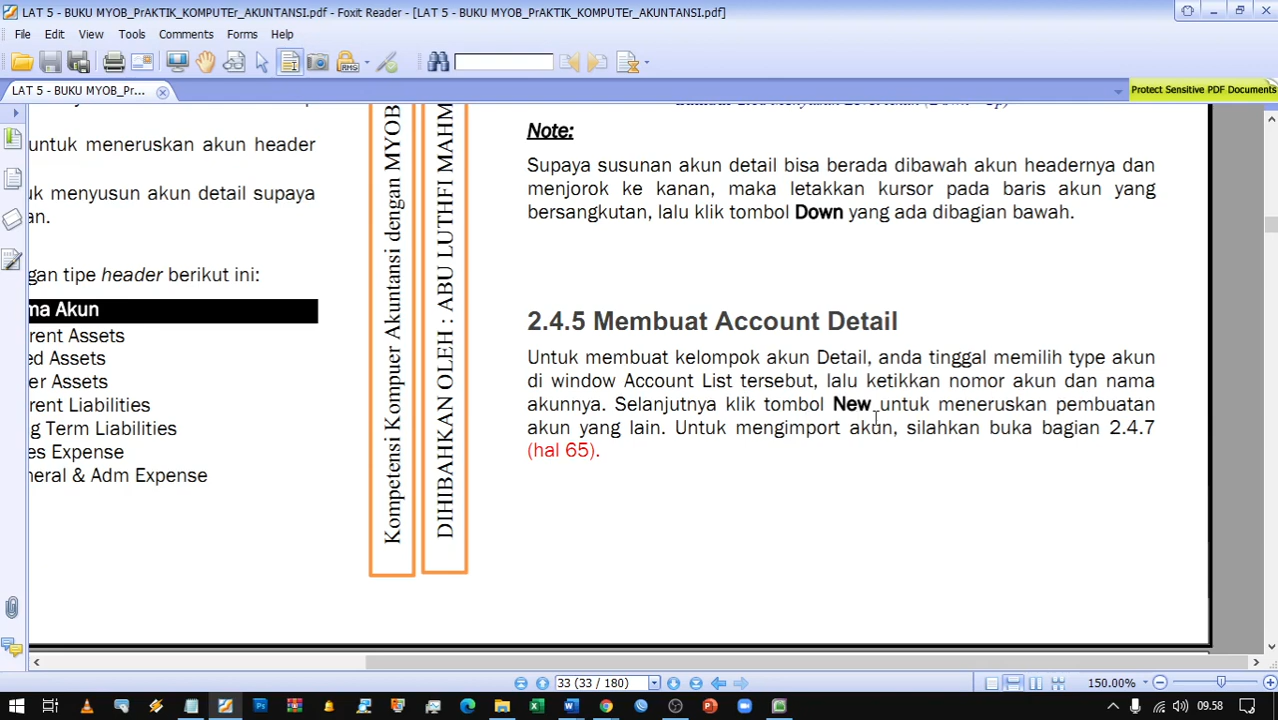 LAT 5 - BUKU MYOB_PrAKTIK_KOMPUTEr_AKUNTANSI.pdf - Foxit Reader - [LAT 5 - BUKU MYOB_PrAKTIK_KOMPUTEr_AKUNTANSI.pdf]
File Edit View Tools Comments Forms Help
LAT 5 - BUKU MYOB_Pr...
Protect Sensitive PDF Documents
untuk meneruskan akun header
uk menyusun akun detail supaya
an.
ngan tipe header berikut ini:
ma Akun
rent Assets
ed Assets
er Assets
rent Liabilities
g Term Liabilities
es Expense
neral & Adm Expense
Kompetensi Kompuer Akuntansi dengan MYOB
DIHIBAHKAN OLEH : ABU LUTHFI MAHM
Note:
Supaya susunan akun detail bisa berada dibawah akun headernya dan
menjorok ke kanan, maka letakkan kursor pada baris akun yang
bersangkutan, lalu klik tombol Down yang ada dibagian bawah.
2.4.5 Membuat Account Detail
Untuk membuat kelompok akun Detail, anda tinggal memilih type akun
di window Account List tersebut, lalu ketikkan nomor akun dan nama
akunnya. Selanjutnya klik tombol New untuk meneruskan pembuatan
akun yang lain. Untuk mengimport akun, silahkan buka bagian 2.4.7
(hal 65).
33 (33 / 180)
150.00%
09.58